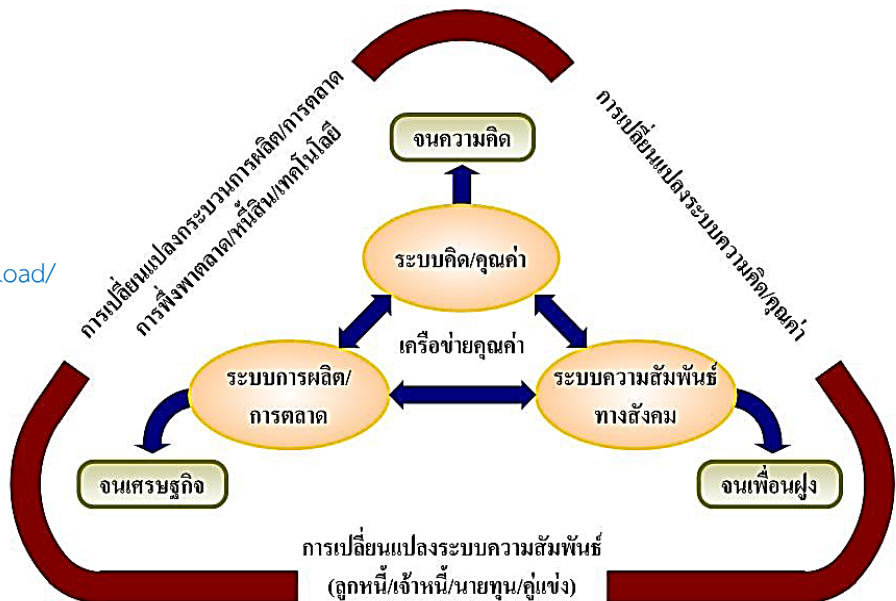 การเปลี่ยนแปลงกระบวนการผลิต/การตลาด
การพึ่งพาตลาด/หนี้สิน/เทคโนโลยี
การเปลี่ยนแปลงระบบความคิด/คุณค่า
จนความคิด
ระบบคิด/คุณค่า
load/
เครือข่ายคุณค่า
ระบบการผลิต/
การตลาด
ระบบความสัมพันธ์
ทางสังคม
จนเศรษฐกิจ
จนเพื่อนฝูง
การเปลี่ยนแปลงระบบความสัมพันธ์
(ลูกหนี้/เจ้าหนี้/นายทุน/คู่แข่ง)